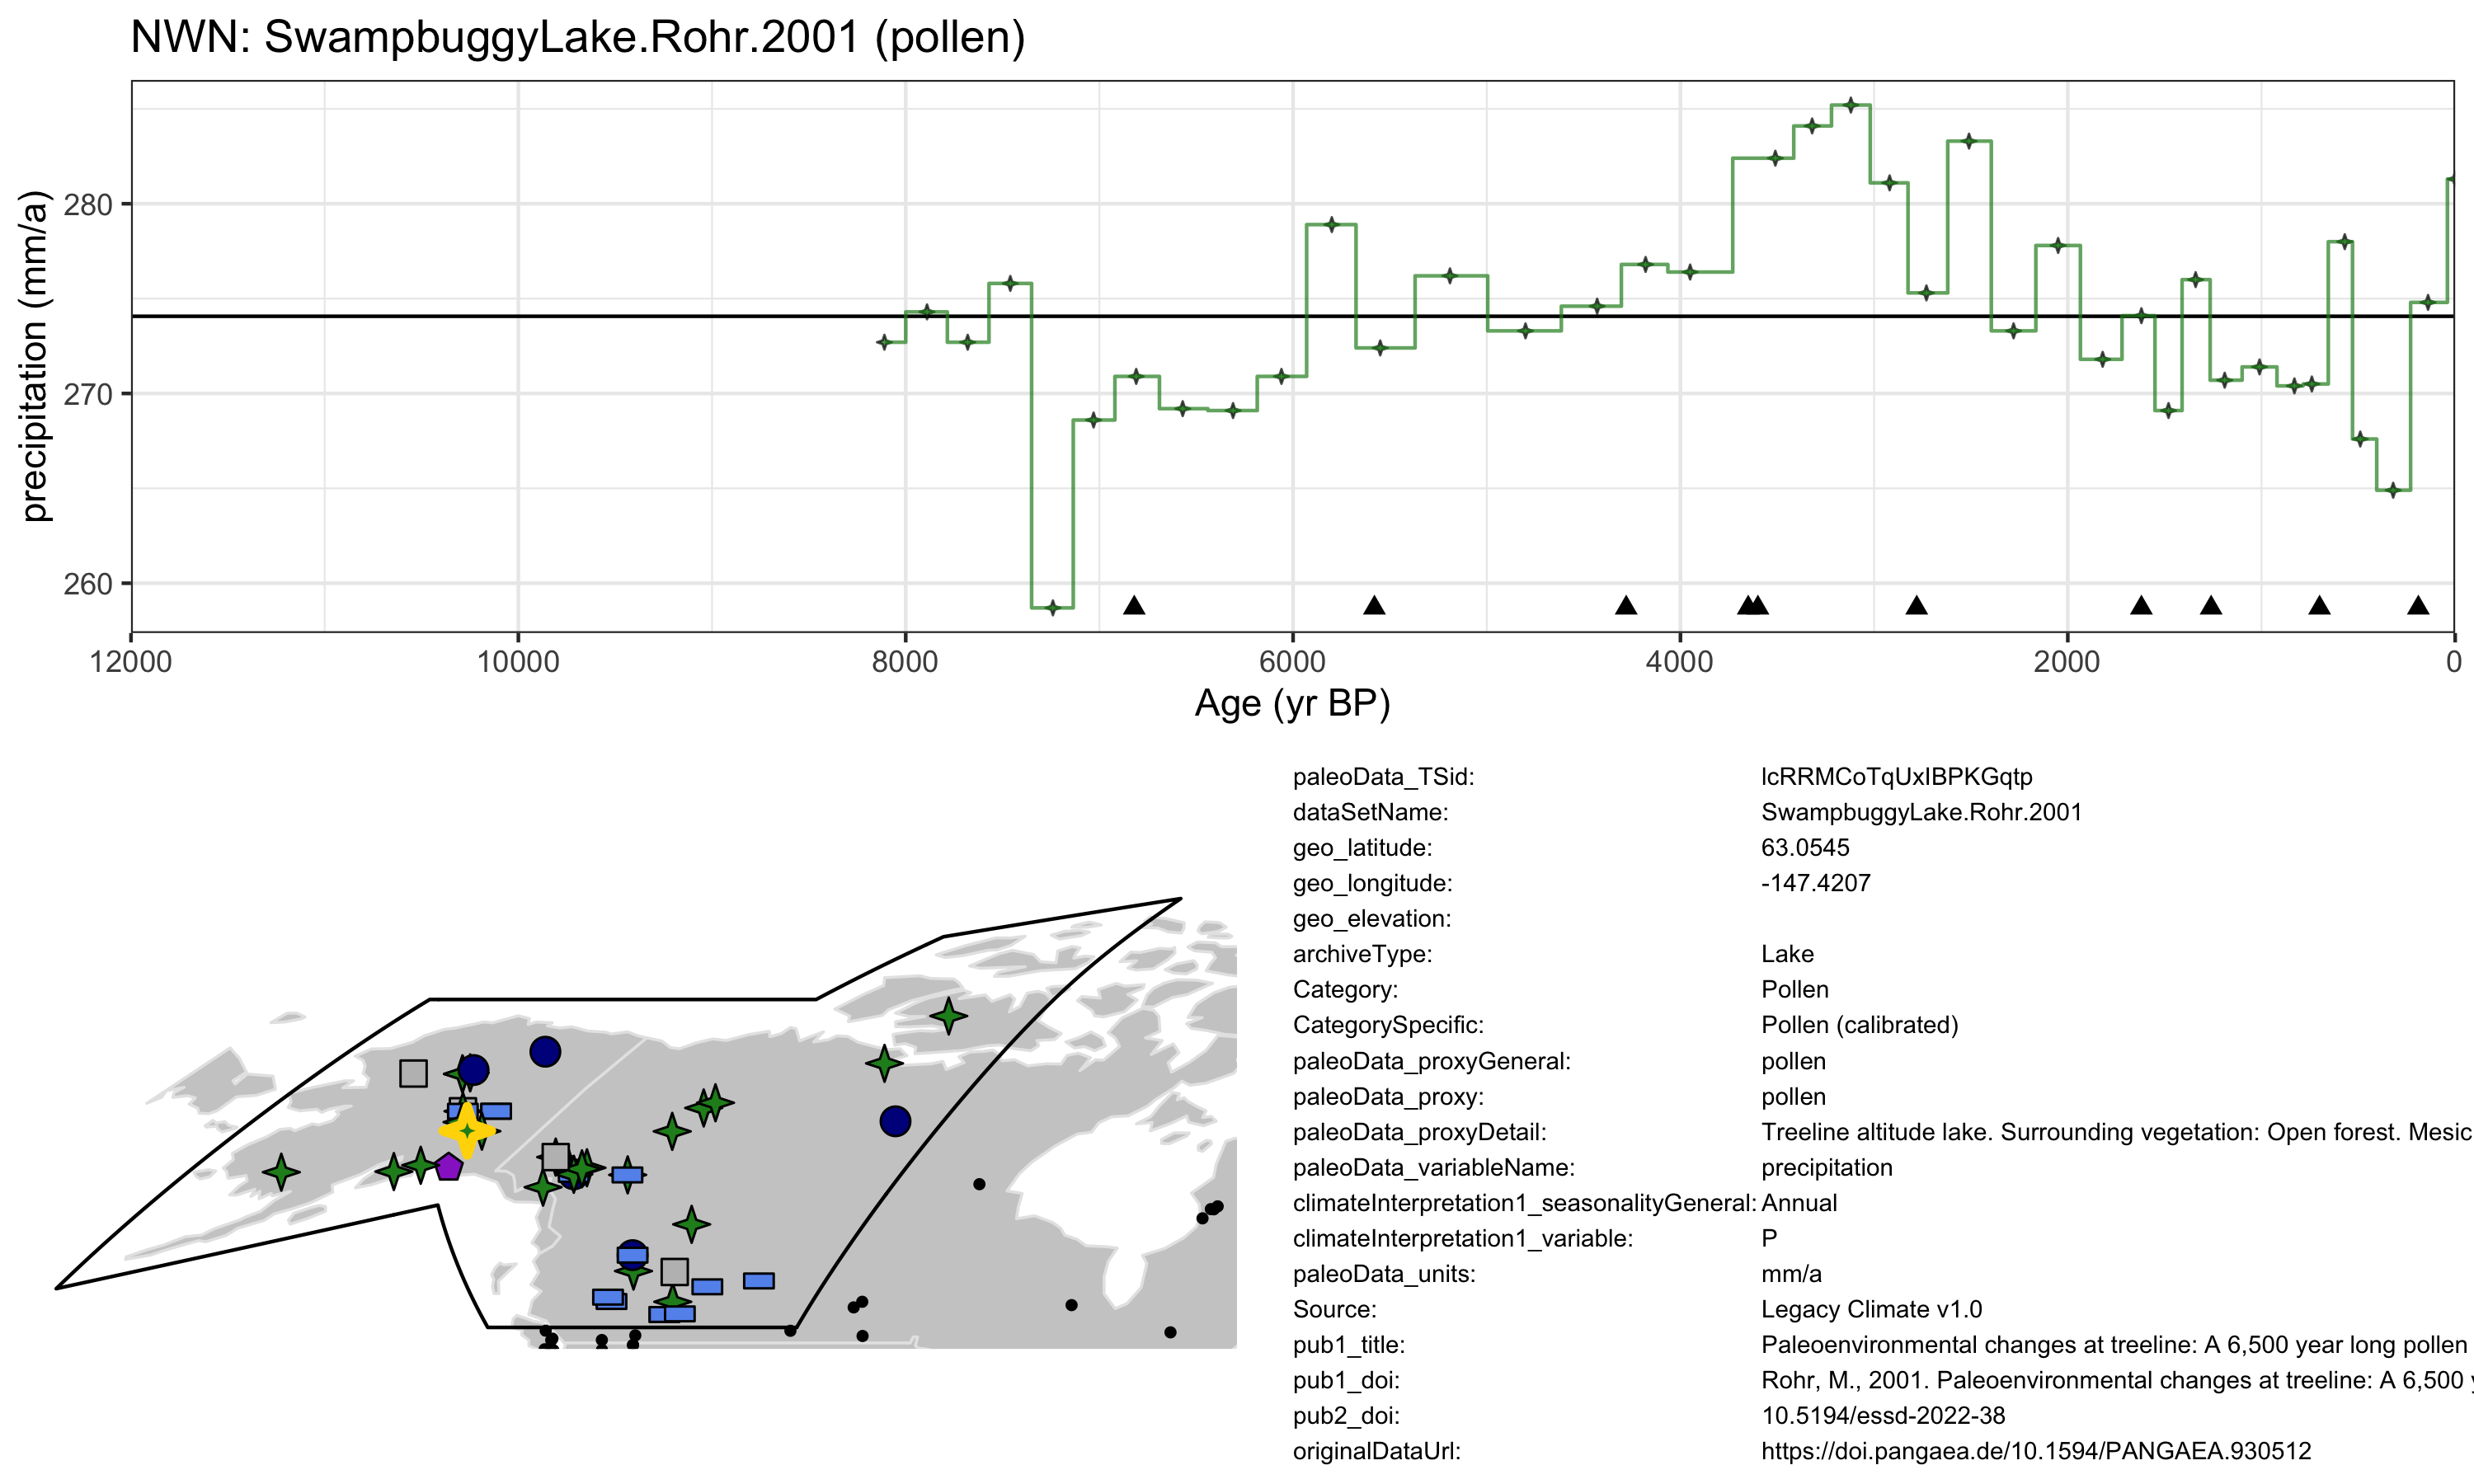 NWN: SwampbuggyLake.Rohr.2001 (pollen)
precipitation (mm/a)
280
270
260
12000 10000 8000 6000 4000 2000 0
Age (yr BP)
paleoData_TSid: lcRRMCoTqUxIBPKGqtp
dataSetName: SwampbuggyLake.Rohr.2001
geo_latitude: 63.0545
geo_longitude: -147.4207
geo_elevation:
archiveType: Lake
Category: Pollen
CategorySpecific: Pollen (calibrated)
paleoData_proxyGeneral: pollen
paleoData_proxy: pollen
paleoData_proxyDetail: Treeline altitude lake. Surrounding vegetation: Open forest. Mesic
paleoData_variableName: precipitation
climateInterpretation1_seasonalityGeneral: Annual
climateInterpretation1_variable: P
paleoData_units: mm/a
Source: Legacy Climate v1.0
pub1_title: Paleoenvironmental changes at treeline: A 6,500 year long pollen
pub1_doi: Rohr, M., 2001. Paleoenvironmental changes at treeline: A 6,500
pub2_doi: 10.5194/essd-2022-38
originalDataUrl: https://doi.pangaea.de/10.1594/PANGAEA.930512